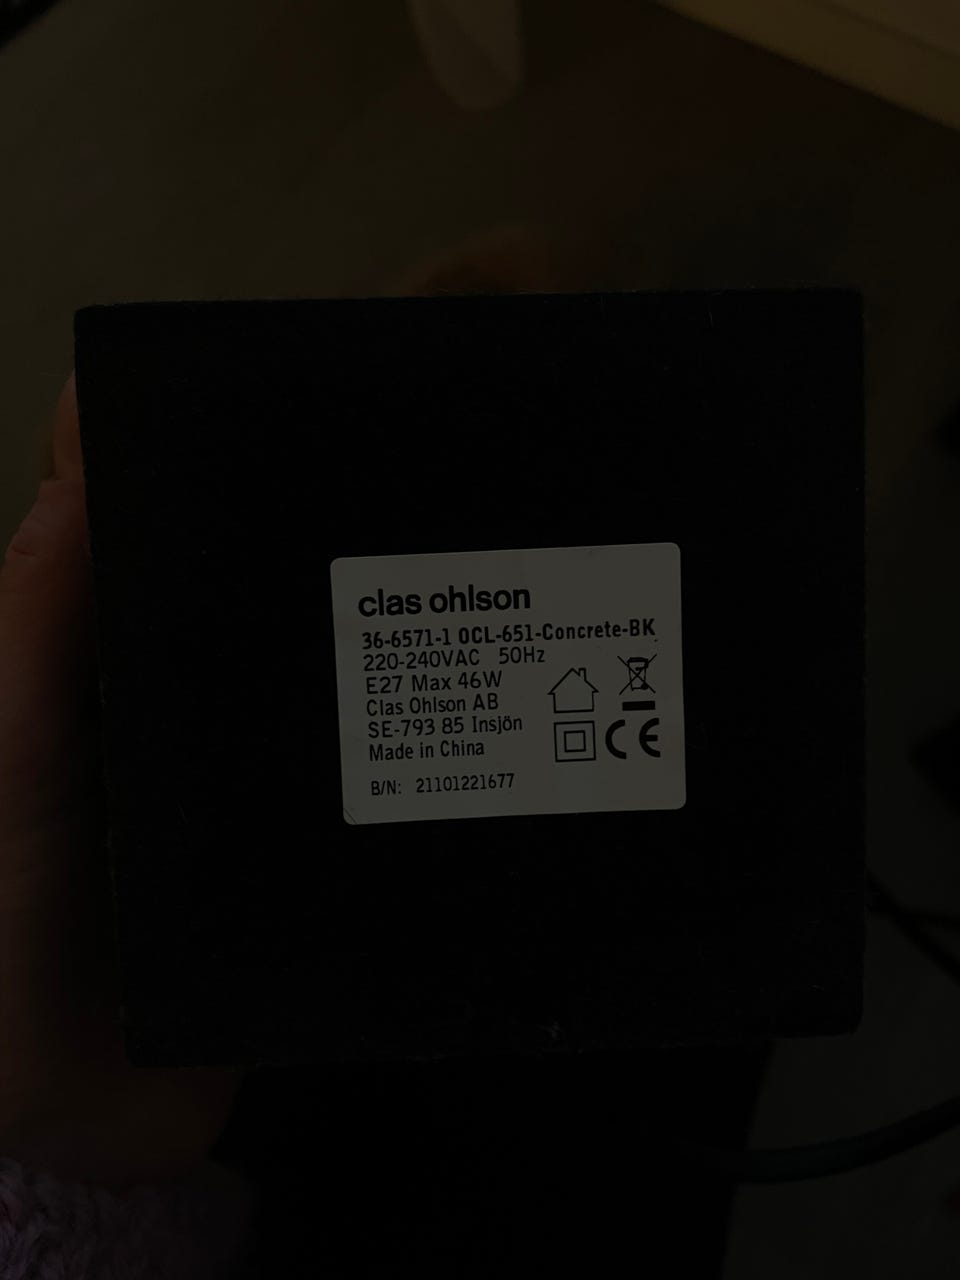 clas ohlson
36-6571-1 OCL-651-Concrete-BK
220-240VAC 50Hz
E27 Max 46W
Clas Ohlson AB
SE-793 85 Insjön
Made in China
CE
B/N: 21101221677